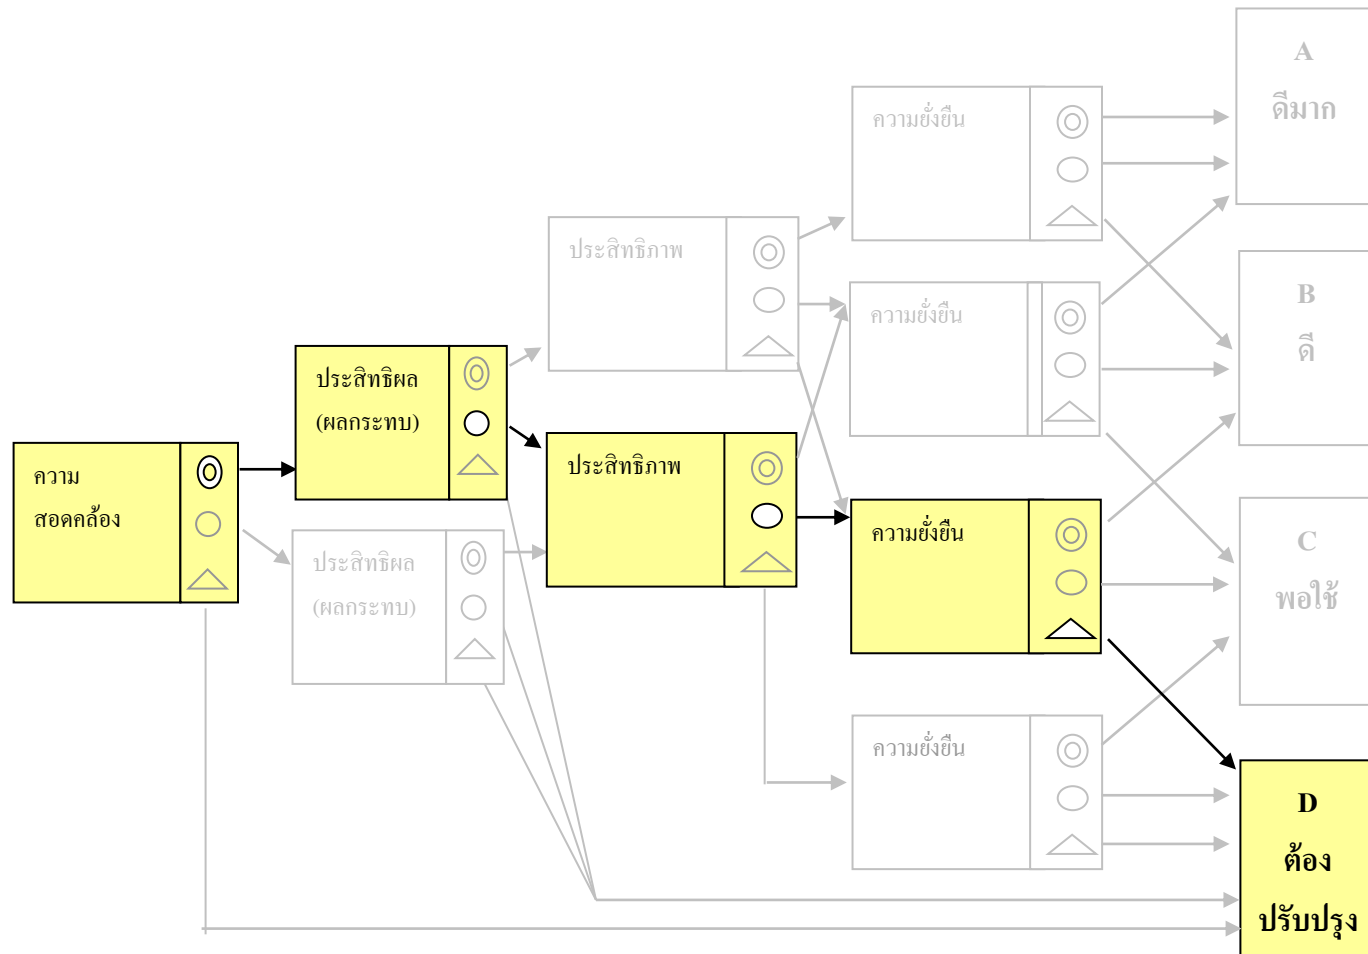 A
ดีมาก
ความยั่งยืน
ประสิทธิภาพ
B
ดี
ความยั่งยืน
ประสิทธิผล
(ผลกระทบ)
ประสิทธิภาพ
ความ
สอดคล้อง
C
พอใช้
ความยั่งยืน
ประสิทธิผล
(ผลกระทบ)
ความยั่งยืน
D
ต้อง
ปรับปรุง